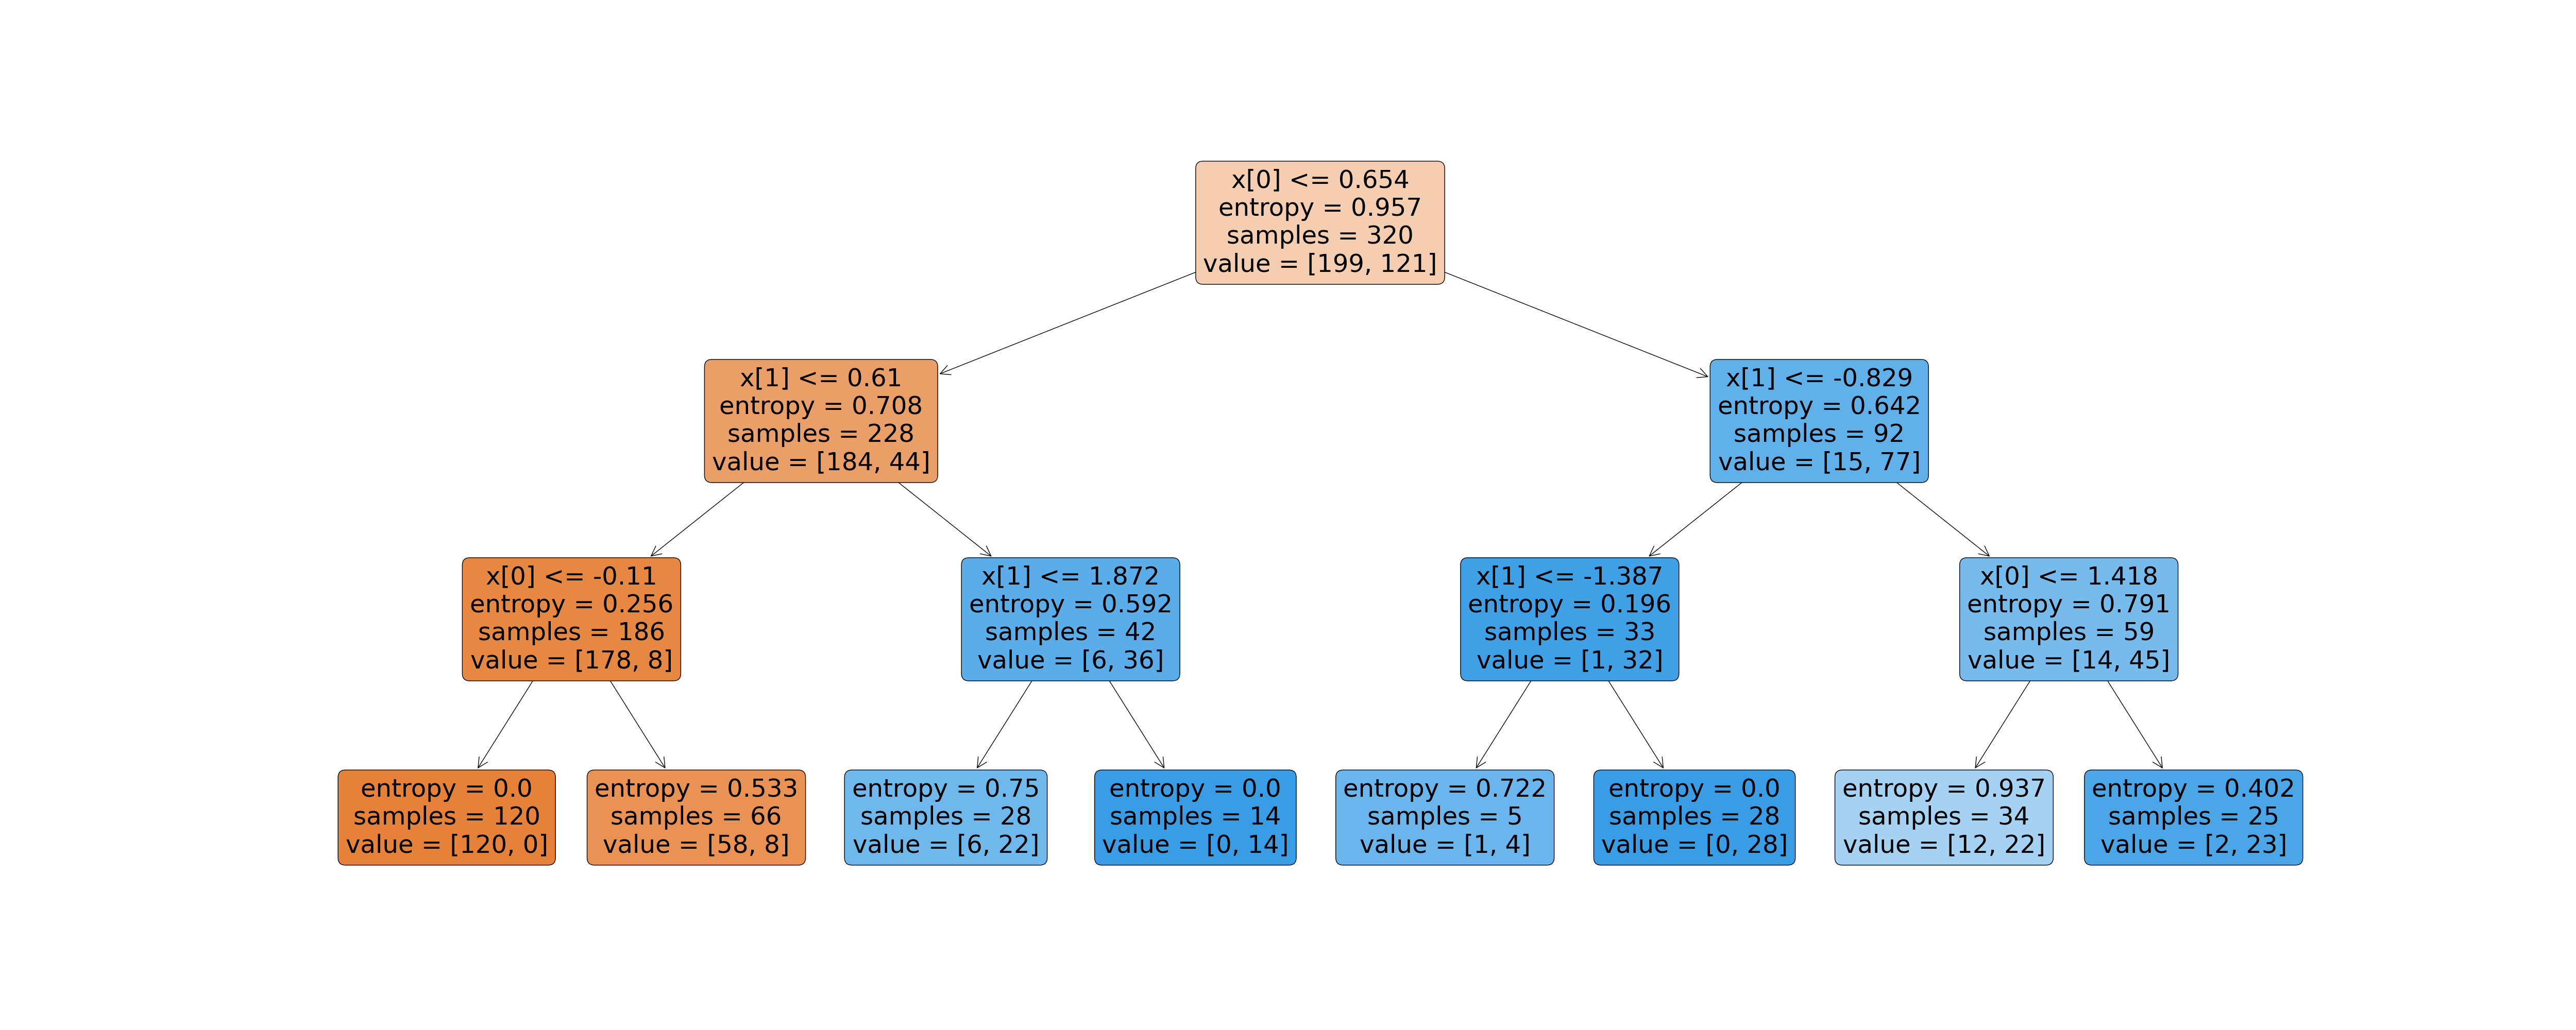 x[0] <= 0.654
entropy = 0.957
samples = 320
value = [199, 121]
x[1] <= 0.61
entropy = 0.708
samples = 228
value = [184, 44]
x[1] <= -0.829
entropy = 0.642
samples = 92
value = [15, 77]
x[0] <= -0.11
entropy = 0.256
samples = 186
value = [178, 8]
x[1] <= 1.872
entropy = 0.592
samples = 42
value = [6, 36]
x[1] <= -1.387
entropy = 0.196
samples = 33
value = [1, 32]
x[0] <= 1.418
entropy = 0.791
samples = 59
value = [14, 45]
entropy = 0.0
samples = 120
value = [120, 0]
entropy = 0.533
samples = 66
value = [58, 8]
entropy = 0.75
samples = 28
value = [6, 22]
entropy = 0.0
samples = 14
value = [0, 14]
entropy = 0.722
samples = 5
value = [1, 4]
entropy = 0.0
samples = 28
value = [0, 28]
entropy = 0.937
samples = 34
value = [12, 22]
entropy = 0.402
samples = 25
value = [2, 23]